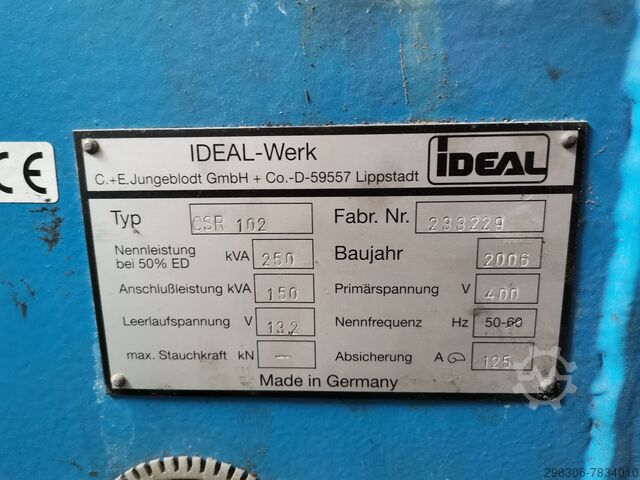 CE
IDEAL-Werk
C.+E.Jungeblodt GmbH + Co.-D-59557 Lippstadt
iDEAL
Typ CSR 102 Fabr. Nr. 233229
Nennleistung bei 50% ED kVA 250 Baujahr 2006
Anschlußleistung kVA 150 Primärspannung V 400
Leerlaufspannung V 13,2 Nennfrequenz Hz 50-60
max. Stauchkraft kN - Absicherung A 125
Made in Germany
290306-7834010